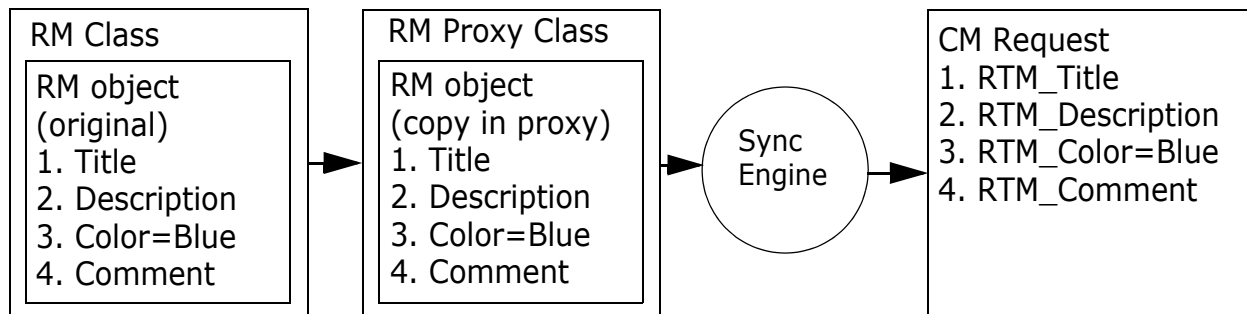 RM Class
RM object
(original)
1. Title
2. Description
3. Color=Blue
4. Comment
RM Proxy Class
RM object
(copy in proxy)
1. Title
2. Description
3. Color=Blue
4. Comment
Sync
Engine
CM Request
1. RTM_Title
2. RTM_Description
3. RTM_Color=Blue
4. RTM_Comment